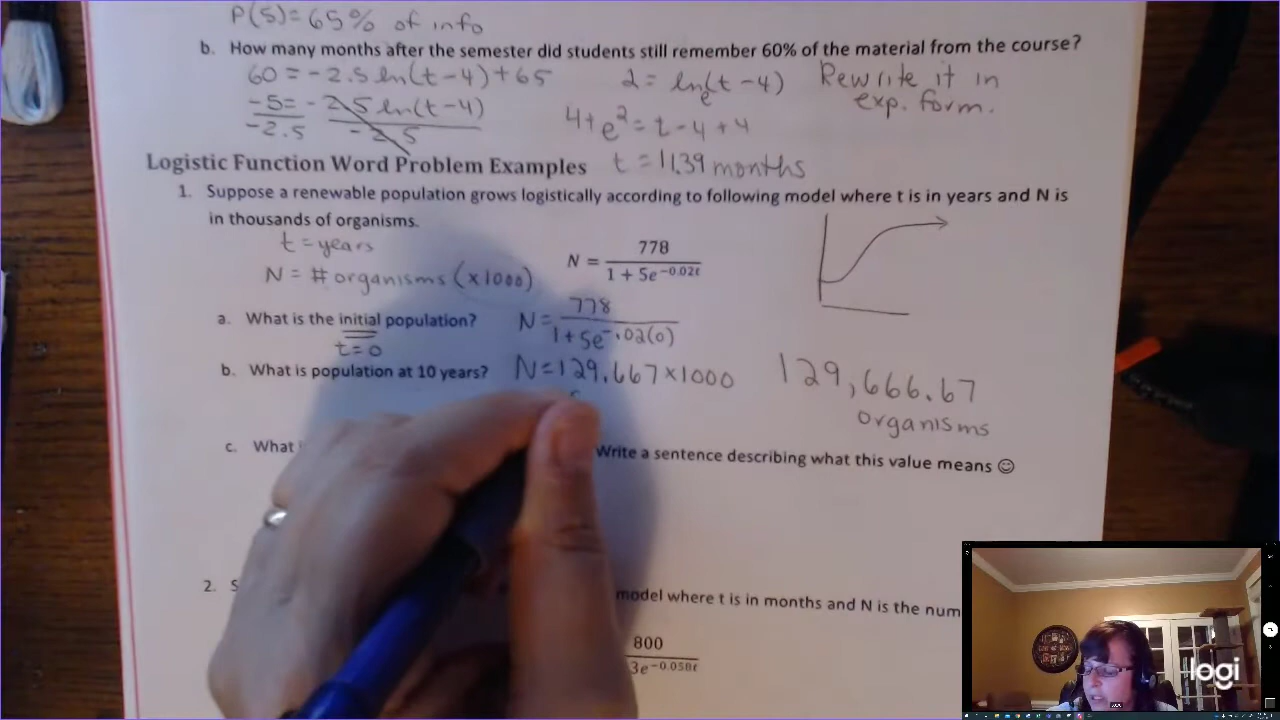 P(5)=65% of info
b. How many months after the semester did students still remember 60% of the material from the course?
60 = -2.5 ln(t-4)+65
2 = ln(t-4)
e
Rewrite it in
exp. form.
-5 = -2.5 ln(t-4)
-2.5 -2.5
4+e² = t-4+4
Logistic Function Word Problem Examples
t = 11.39 months
1. Suppose a renewable population grows logistically according to following model where t is in years and N is
in thousands of organisms.
t = years
N = # organisms (x1000)
N = 778 / 1 + 5e^-0.02t
a. What is the initial population?
t=0
N = 778 / 1+5e^-.02(0)
b. What is population at 10 years?
N=129.667×1000
129,666.67
organisms
c. What
Write a sentence describing what this value means ☺
2. S
model where t is in months and N is the num
800
3e^-0.058t
logi